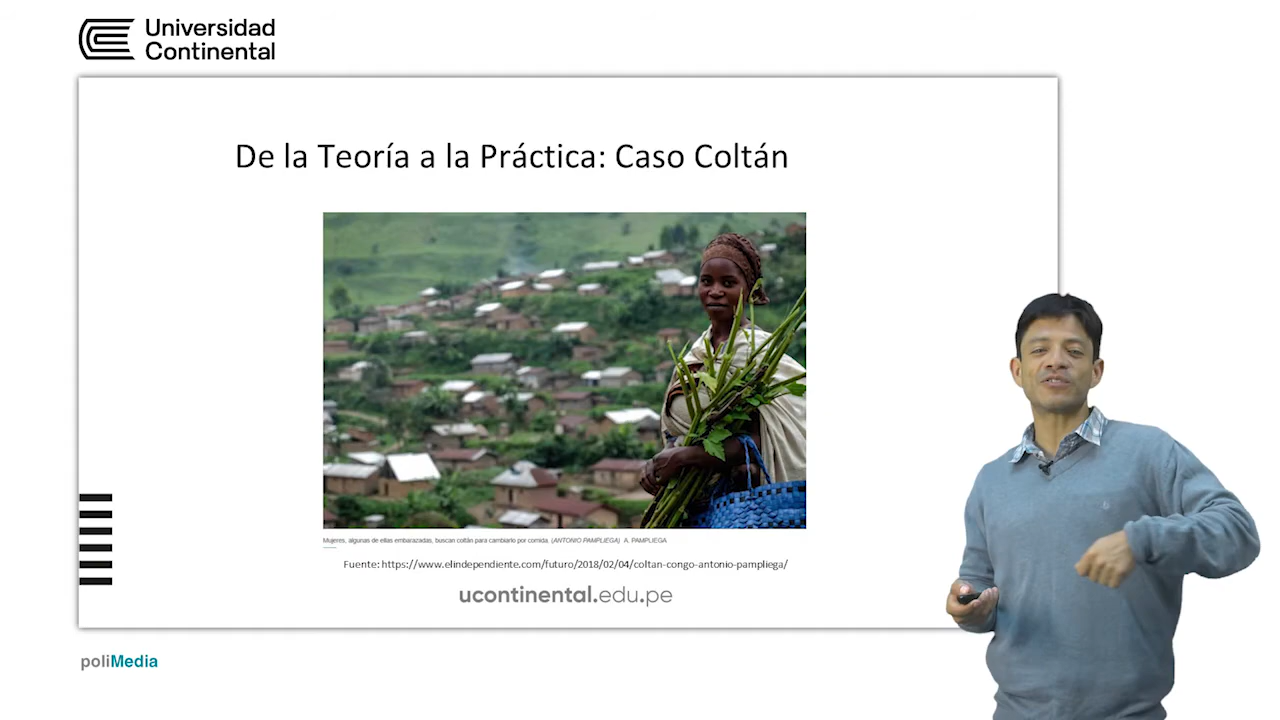 Universidad
Continental
De la Teoría a la Práctica: Caso Coltán
Mujeres, algunas de ellas embarazadas, buscan coltán para cambiarlo por comida. (ANTONIO PAMPLIEGA) A. PAMPLIEGA
Fuente: https://www.elindependiente.com/futuro/2018/02/04/coltan-congo-antonio-pampliega/
ucontinental.edu.pe
poliMedia